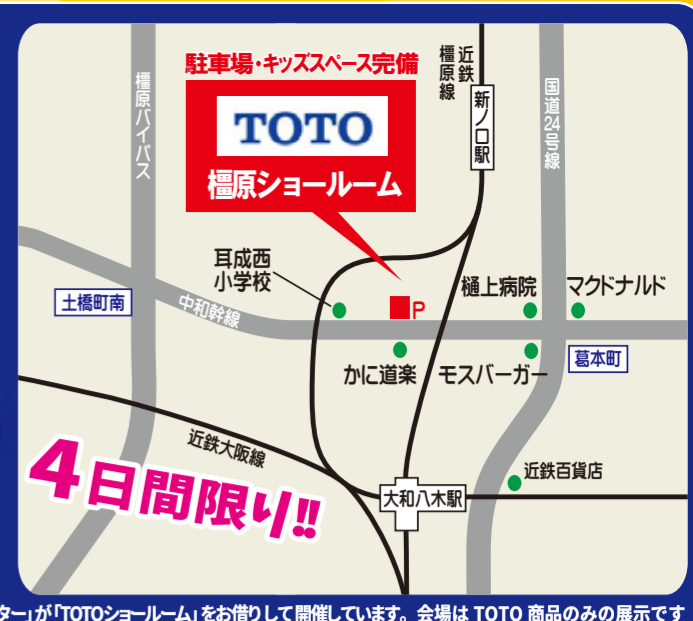 駐車場・キッズスペース完備
TOTO
橿原ショールーム
近鉄
橿原線
新ノ口駅
国道24号線
橿原バイパス
耳成西
小学校
P
樋上病院
マクドナルド
土橋町南
中和幹線
かに道楽
モスバーガー
葛本町
近鉄大阪線
4日間限り!!
大和八木駅
近鉄百貨店
ター」が「TOTOショールーム」をお借りして開催しています。会場は TOTO 商品のみの展示です